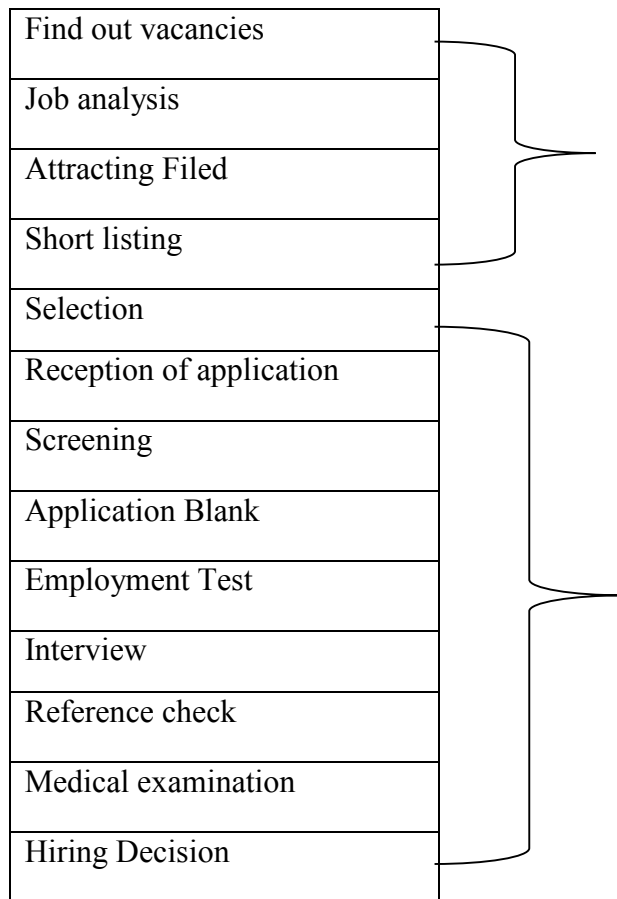 Find out vacancies
Job analysis
Attracting Filed
Short listing
Selection
Reception of application
Screening
Application Blank
Employment Test
Interview
Reference check
Medical examination
Hiring Decision